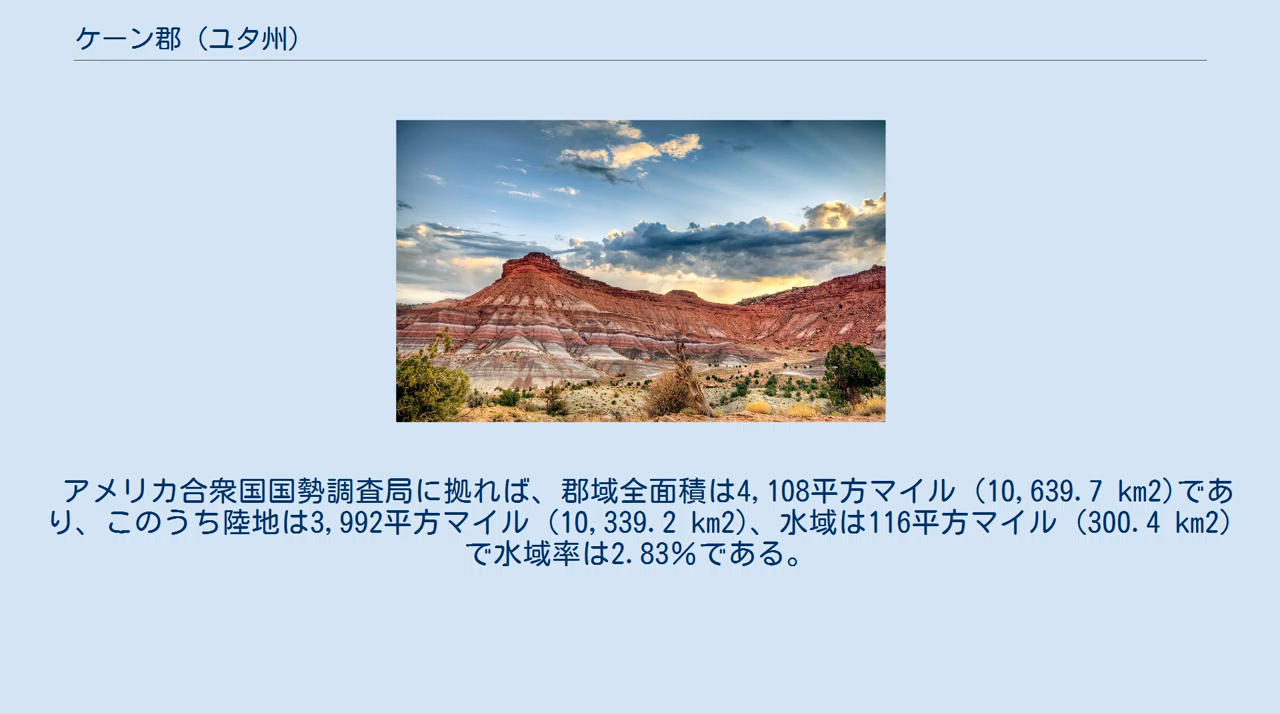 ケーン郡（ユタ州）
アメリカ合衆国国勢調査局に拠れば、郡域全面積は4,108平方マイル (10,639.7 km2)であ
り、このうち陸地は3,992平方マイル (10,339.2 km2)、水域は116平方マイル (300.4 km2)
で水域率は2.83％である。